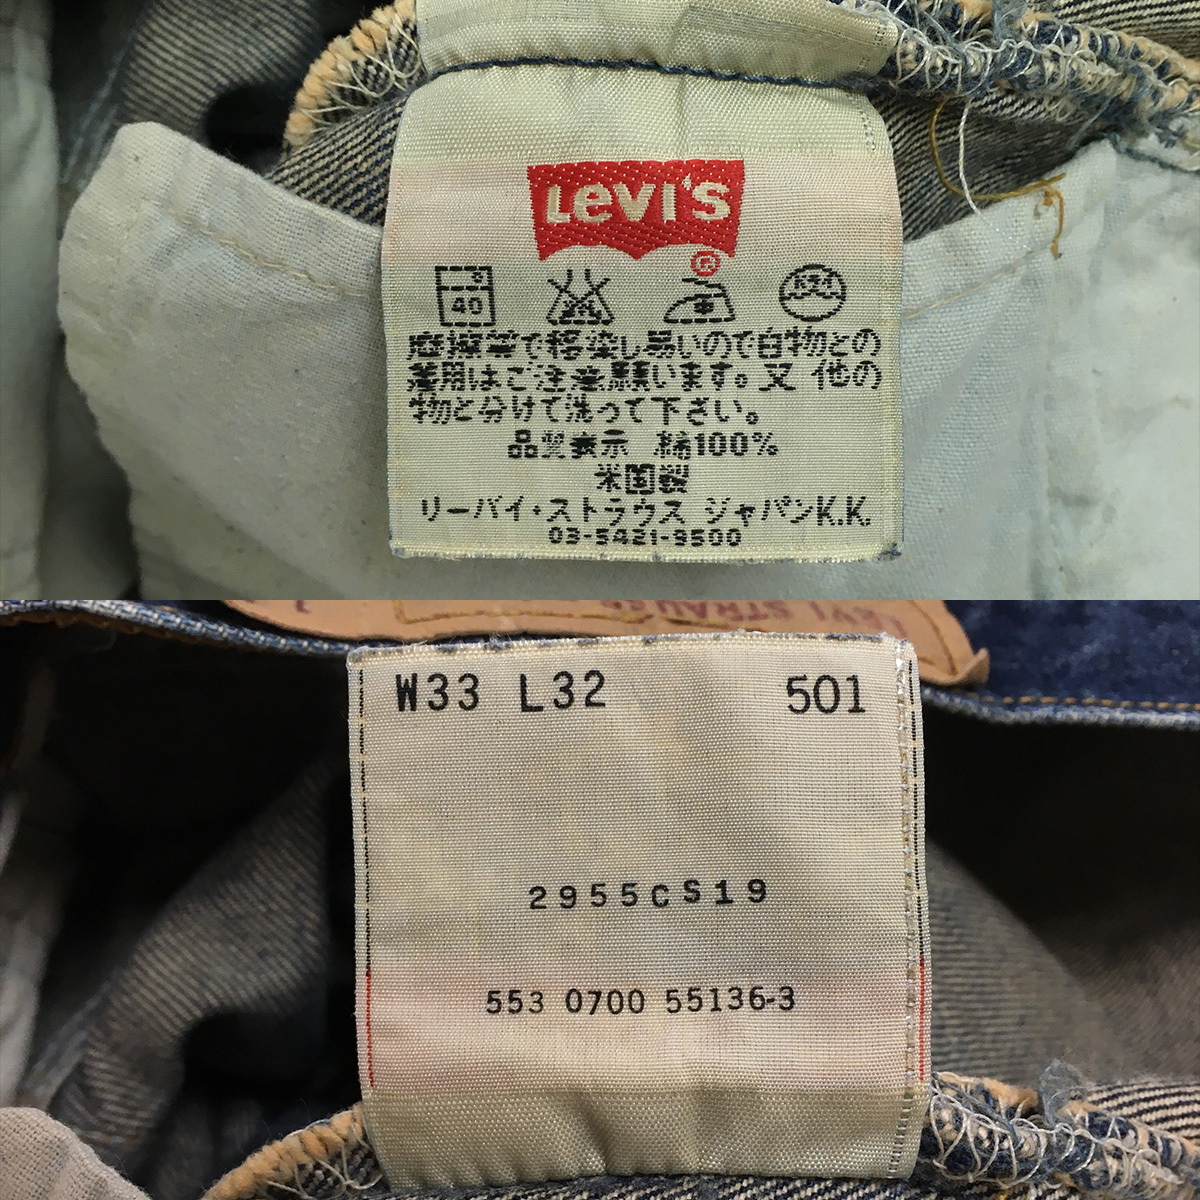 LEVI'S
®
40
摩擦等で移染し易いので白物との
着用はご注意願います。又 他の
物と分けて洗って下さい。
品質表示 綿100%
米国製
リーバイ・ストラウス ジャパンK.K.
03-5421-9500
LEVI STRAUSS
W33 L32 501
2955CS19
553 0700 55136-3